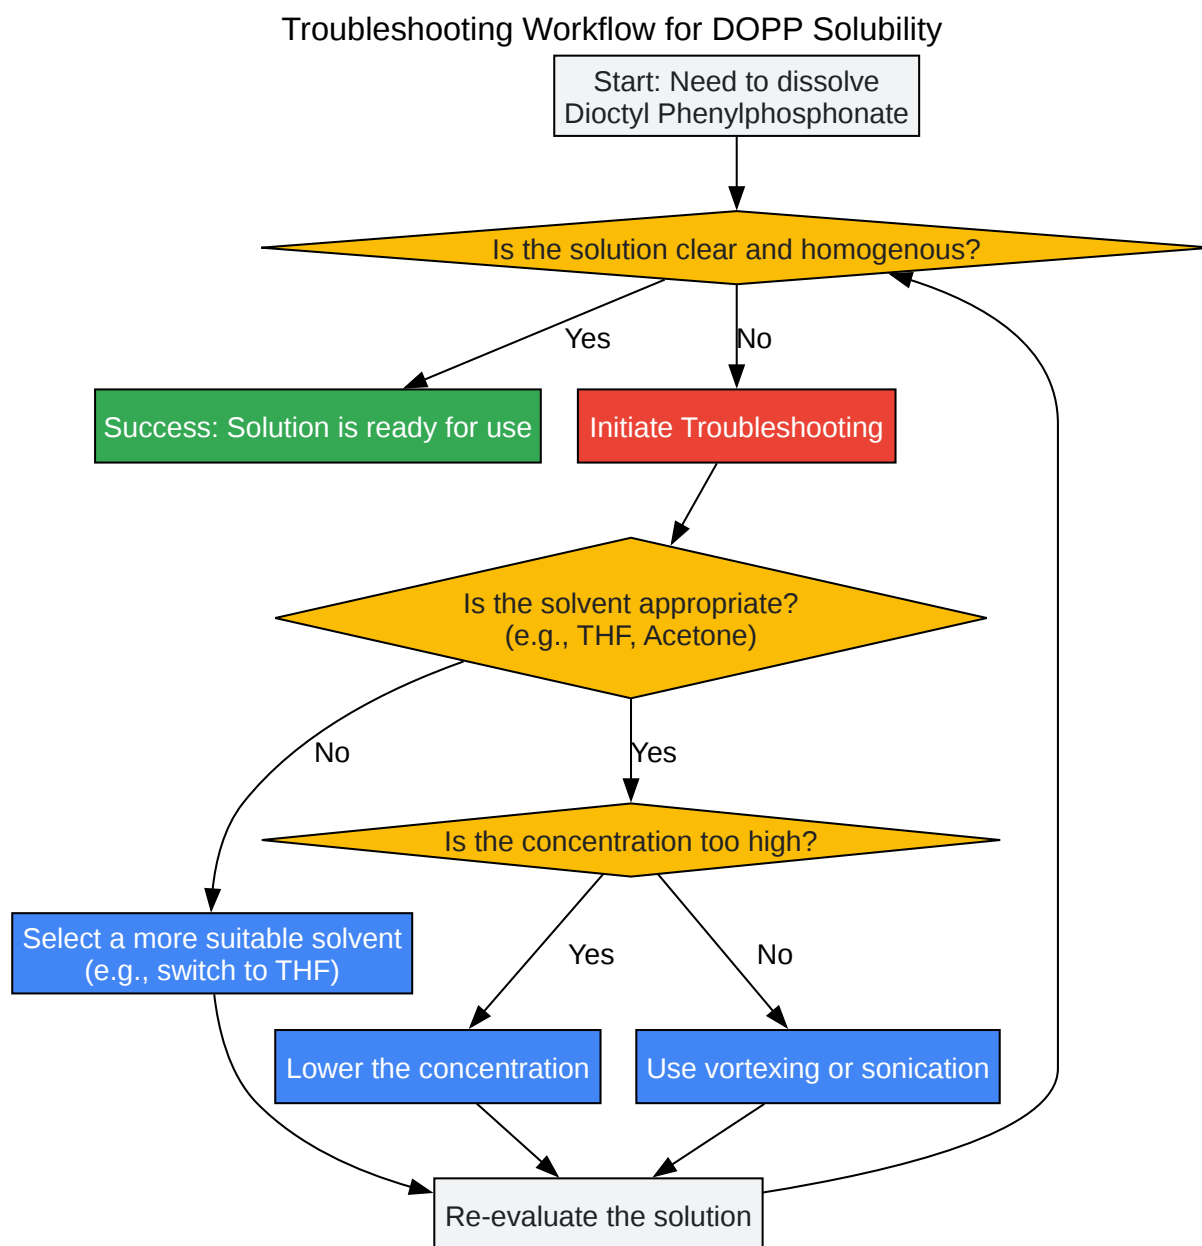 Troubleshooting Workflow for DOPP Solubility
Start: Need to dissolve
Dioctyl Phenylphosphonate
Is the solution clear and homogenous?
Yes
No
Success: Solution is ready for use
Initiate Troubleshooting
Is the solvent appropriate?
(e.g., THF, Acetone)
No
Yes
Is the concentration too high?
Select a more suitable solvent
(e.g., switch to THF)
Yes
No
Lower the concentration
Use vortexing or sonication
Re-evaluate the solution